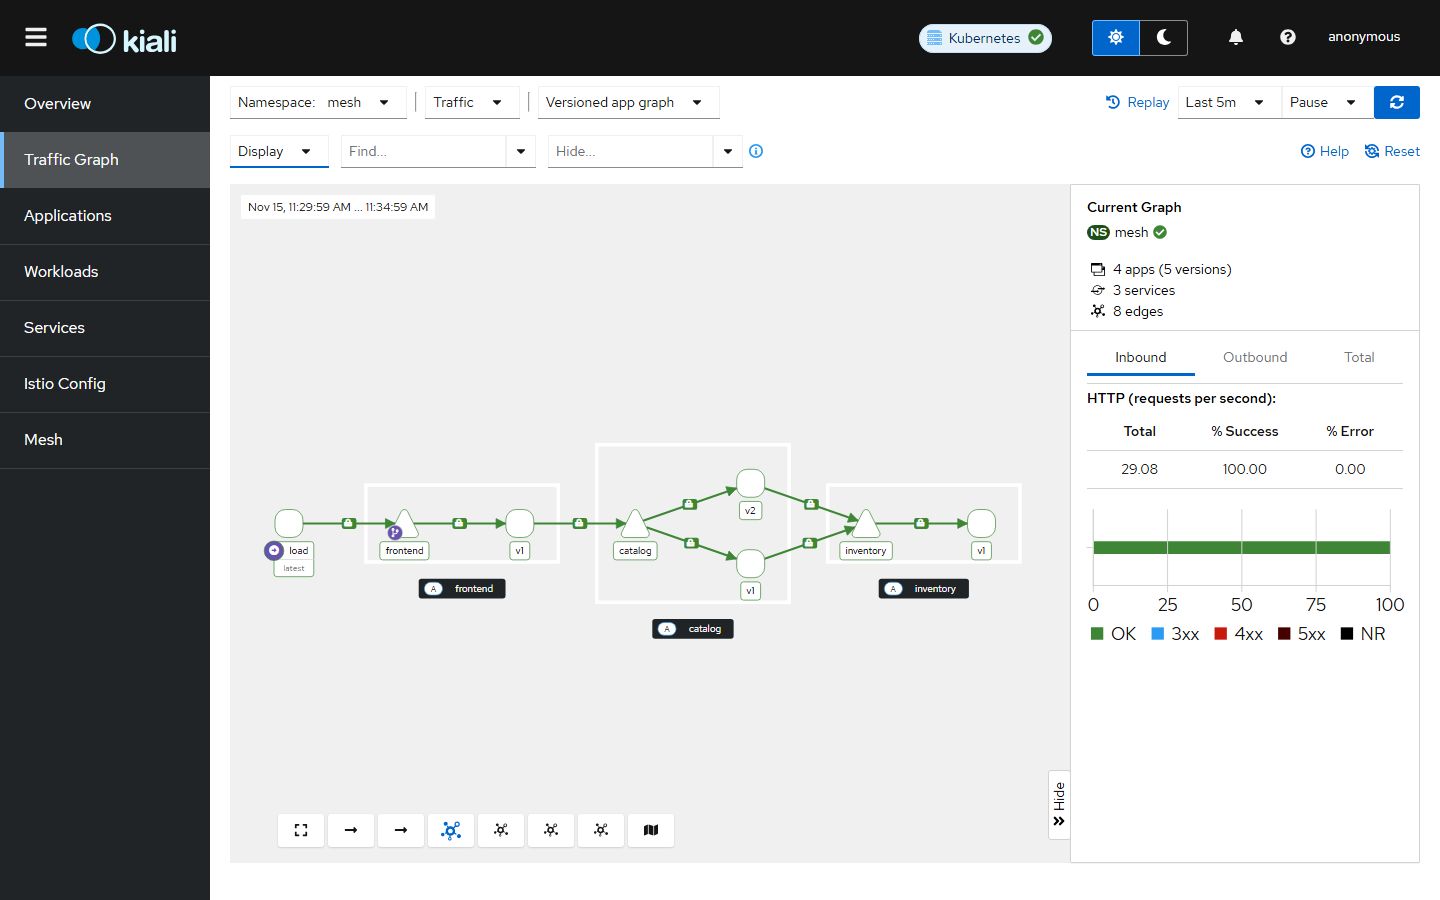 kiali
Kubernetes
anonymous
Overview
Traffic Graph
Applications
Workloads
Services
Istio Config
Mesh
Namespace: mesh
Traffic
Versioned app graph
Replay
Last 5m
Pause
Display
Find...
Hide...
Help
Reset
Nov 15, 11:29:59 AM ... 11:34:59 AM
load
latest
frontend
v1
A frontend
catalog
v2
v1
A catalog
inventory
v1
A inventory
Hide
Current Graph
NS mesh
4 apps (5 versions)
3 services
8 edges
Inbound Outbound Total
HTTP (requests per second):
Total % Success % Error
29.08 100.00 0.00
0 25 50 75 100
OK 3xx 4xx 5xx NR